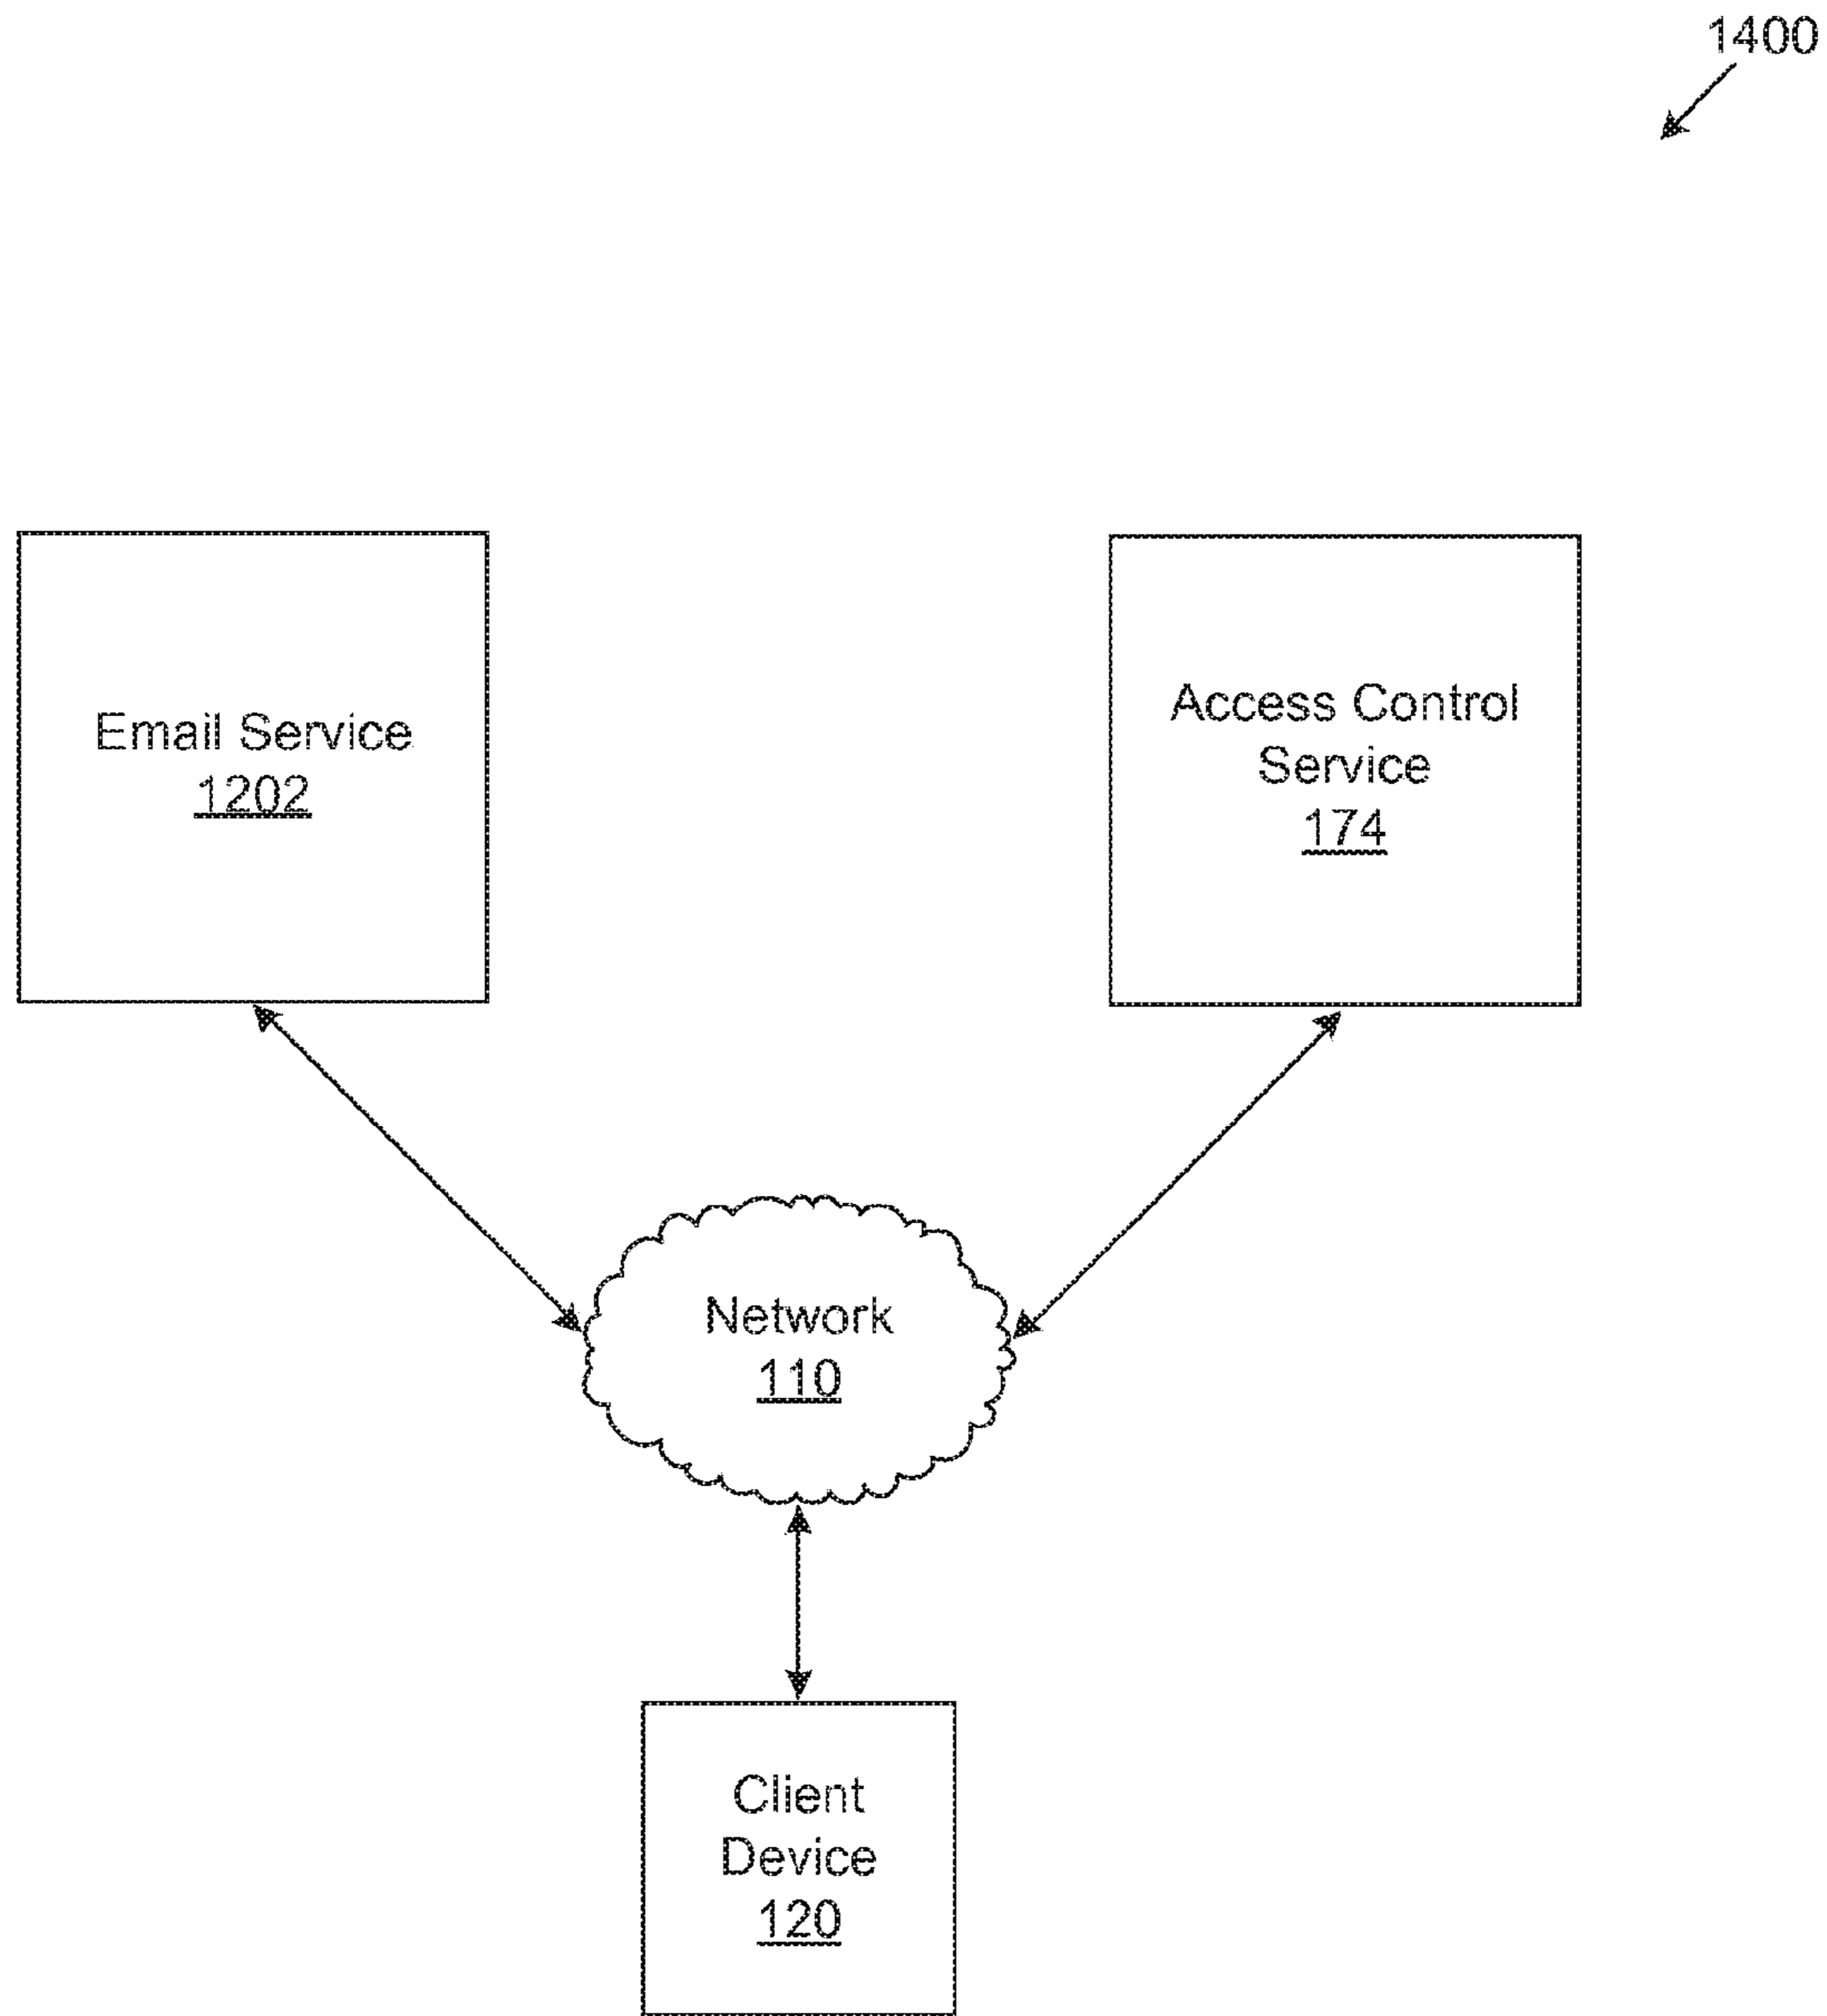 1400
Email Service
1202
Access Control
Service
174
Network
110
Client
Device
120